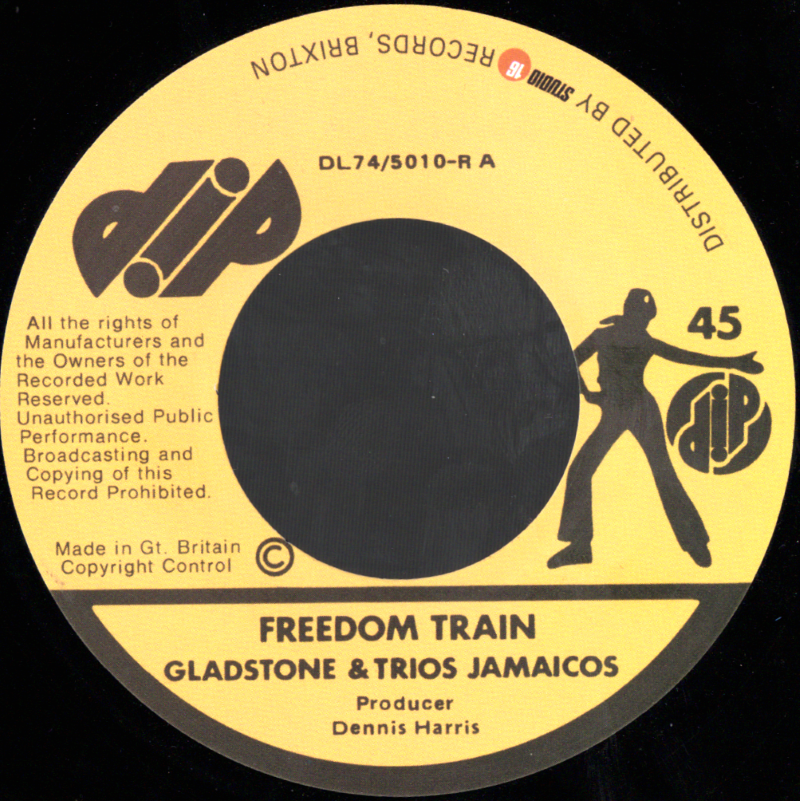 DISTRIBUTED BY STUDIO 16 RECORDS, BRIXTON
DL74/5010-R A
dip
45
dip
All the rights of
Manufacturers and
the Owners of the
Recorded Work
Reserved.
Unauthorised Public
Performance.
Broadcasting and
Copying of this
Record Prohibited.
Made in Gt. Britain ©
Copyright Control
FREEDOM TRAIN
GLADSTONE & TRIOS JAMAICOS
Producer
Dennis Harris